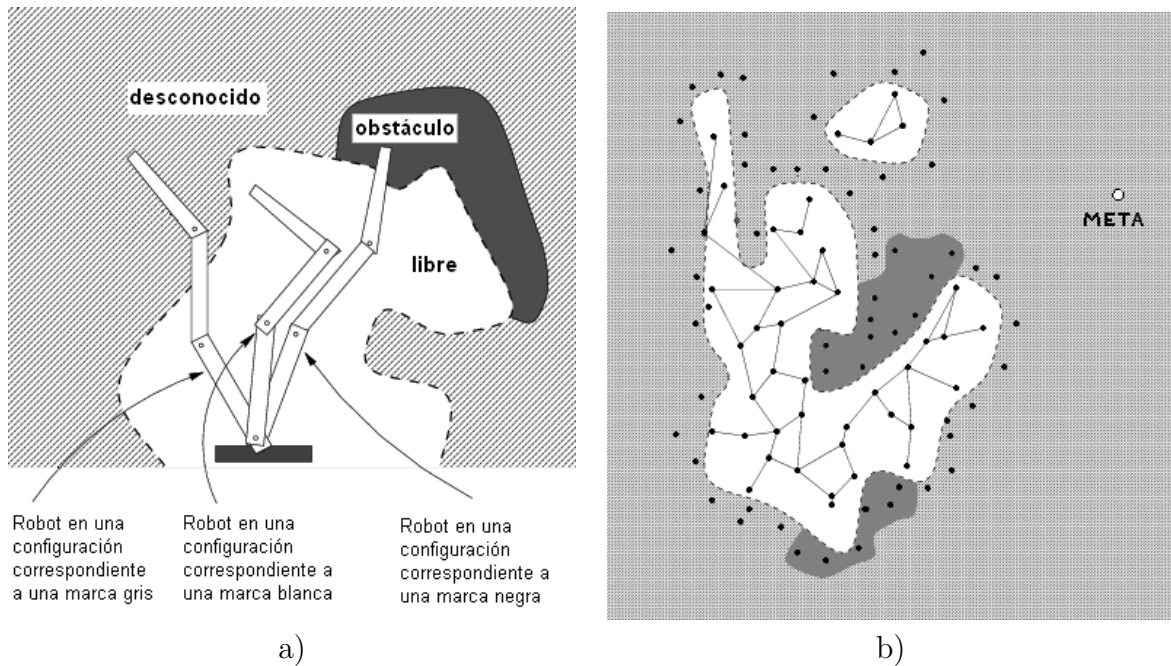 desconocido
obstáculo
libre
META
Robot en una
configuración
correspondiente
a una marca gris
Robot en una
configuración
correspondiente a
una marca blanca
Robot en una
configuración
correspondiente a
una marca negra
a)
b)